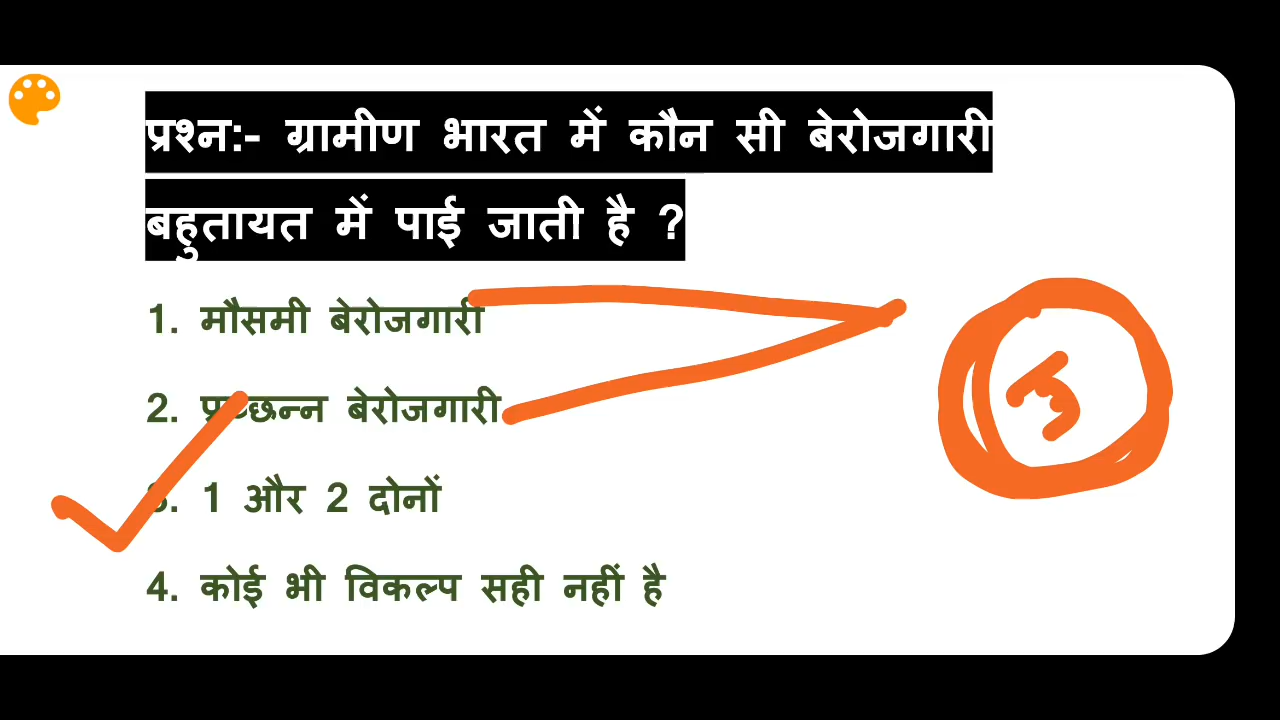 प्रश्न:- ग्रामीण भारत में कौन सी बेरोजगारी
बहुतायत में पाई जाती है ?
1. मौसमी बेरोजगारी
2. प्रच्छन्न बेरोजगारी
3. 1 और 2 दोनों
4. कोई भी विकल्प सही नहीं है
3